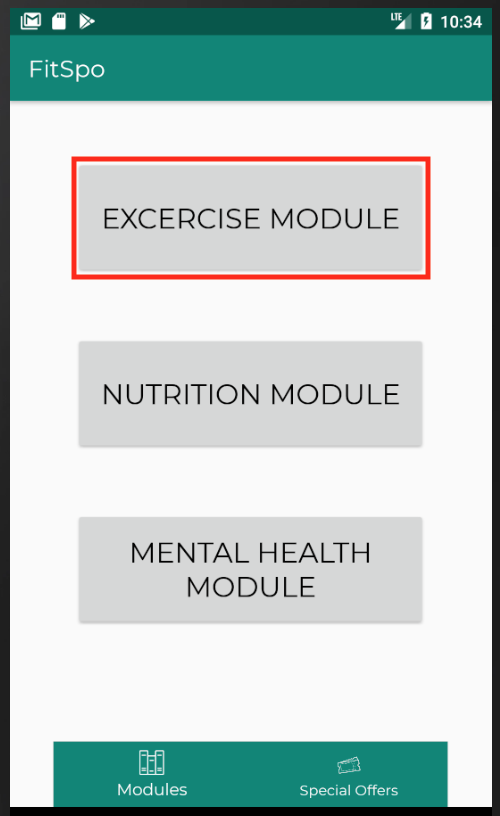 LTE 10:34
FitSpo
EXCERCISE MODULE
NUTRITION MODULE
MENTAL HEALTH
MODULE
Modules Special Offers